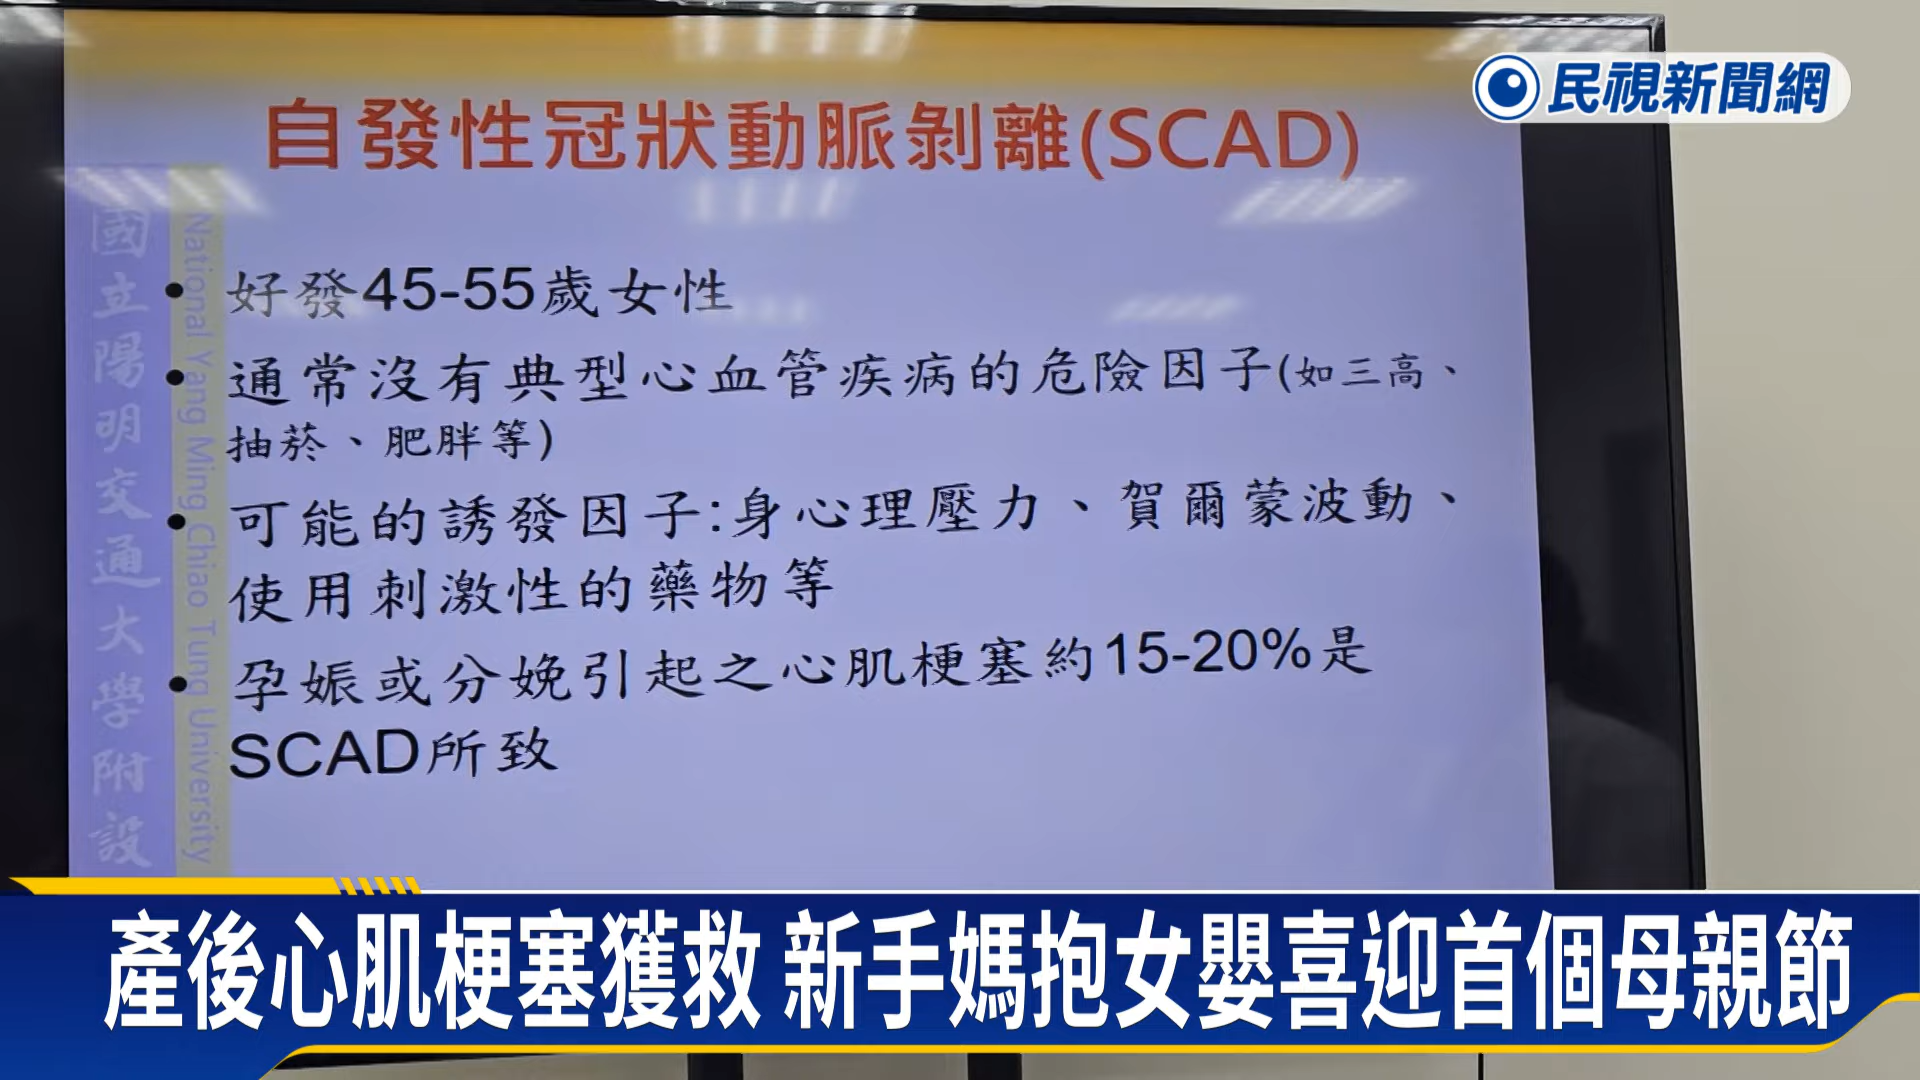 民視新聞網
自發性冠狀動脈剝離(SCAD)
國立陽明交通大學附設
National Yang Ming Chiao Tung University
• 好發45-55歲女性
• 通常沒有典型心血管疾病的危險因子(如三高、
抽菸、肥胖等)
• 可能的誘發因子:身心理壓力、賀爾蒙波動、
使用刺激性的藥物等
• 孕娠或分娩引起之心肌梗塞約15-20%是
SCAD所致
產後心肌梗塞獲救 新手媽抱女嬰喜迎首個母親節